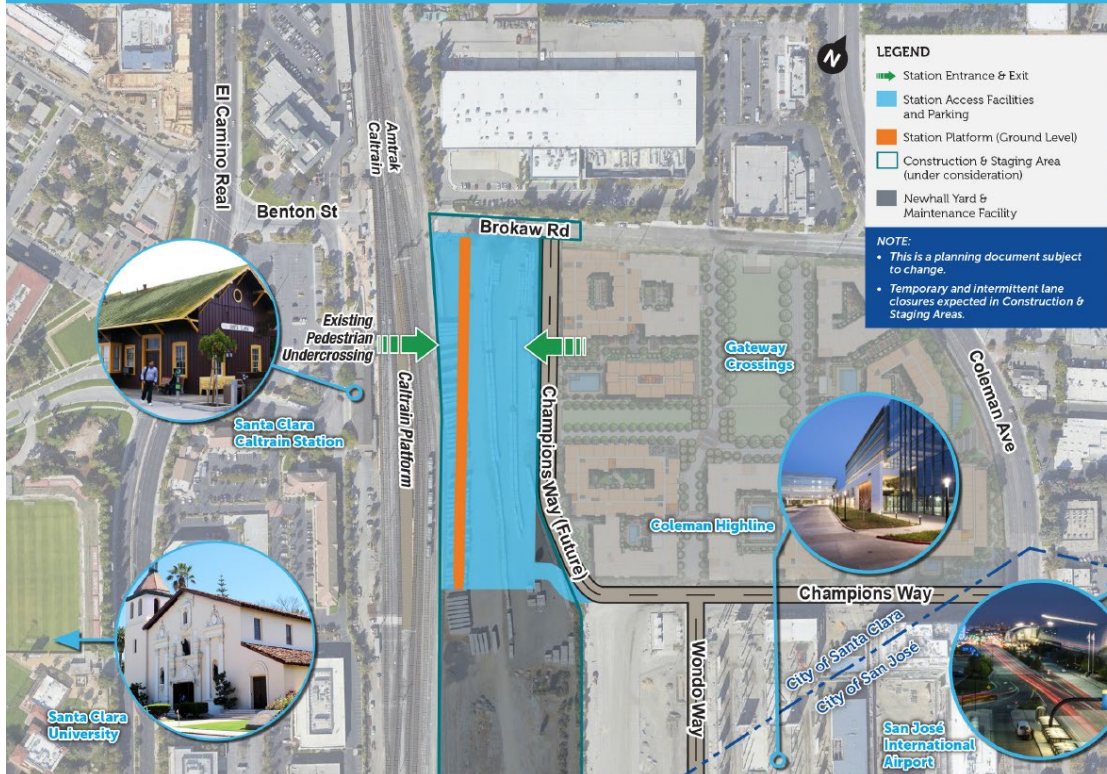 LEGEND
Station Entrance & Exit
Station Access Facilities
and Parking
Station Platform (Ground Level)
Construction & Staging Area
(under consideration)
Newhall Yard &
Maintenance Facility
NOTE:
• This is a planning document subject
to change.
• Temporary and intermittent lane
closures expected in Construction &
Staging Areas.
N
El Camino Real
Amtrak
Caltrain
Benton St
Brokaw Rd
Existing
Pedestrian
Undercrossing
Caltrain Platform
Champions Way (Future)
Gateway
Crossings
Coleman Ave
SANTA CLARA
Santa Clara
Caltrain Station
Coleman Highline
Champions Way
Wondo Way
City of Santa Clara
City of San José
Santa Clara
University
San José
International
Airport